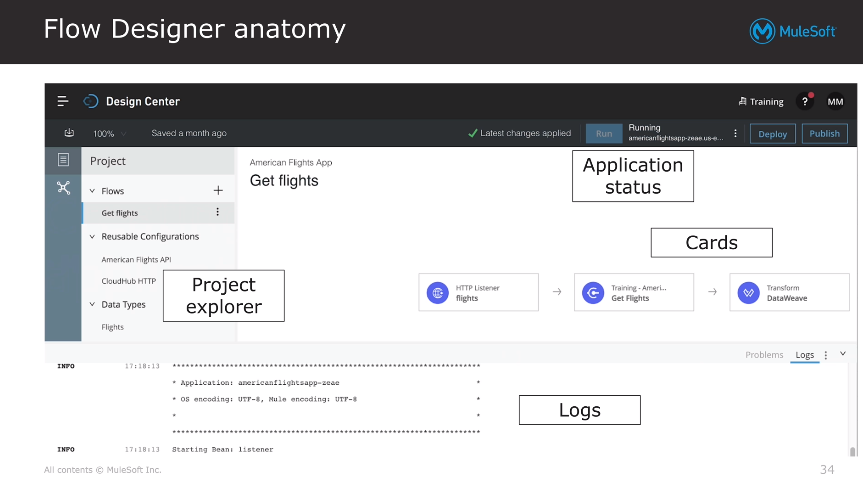 Flow Designer anatomy
MuleSoft
Design Center
Training
?
MM
100%
Saved a month ago
Latest changes applied
Run
Running
americanflightsapp-zeae.us-e...
Deploy
Publish
Project
American Flights App
Get flights
Application
status
Flows
Get flights
Reusable Configurations
American Flights API
CloudHub HTTP
Data Types
Flights
Project
explorer
Cards
HTTP Listener
flights
Training - Ameri...
Get Flights
Transform
DataWeave
Problems
Logs
INFO 17:18:13 **********************************************************************
* Application: americanflightsapp-zeae *
* OS encoding: UTF-8, Mule encoding: UTF-8 *
* *
**********************************************************************
INFO 17:18:13 Starting Bean: listener
Logs
All contents © MuleSoft Inc.
34